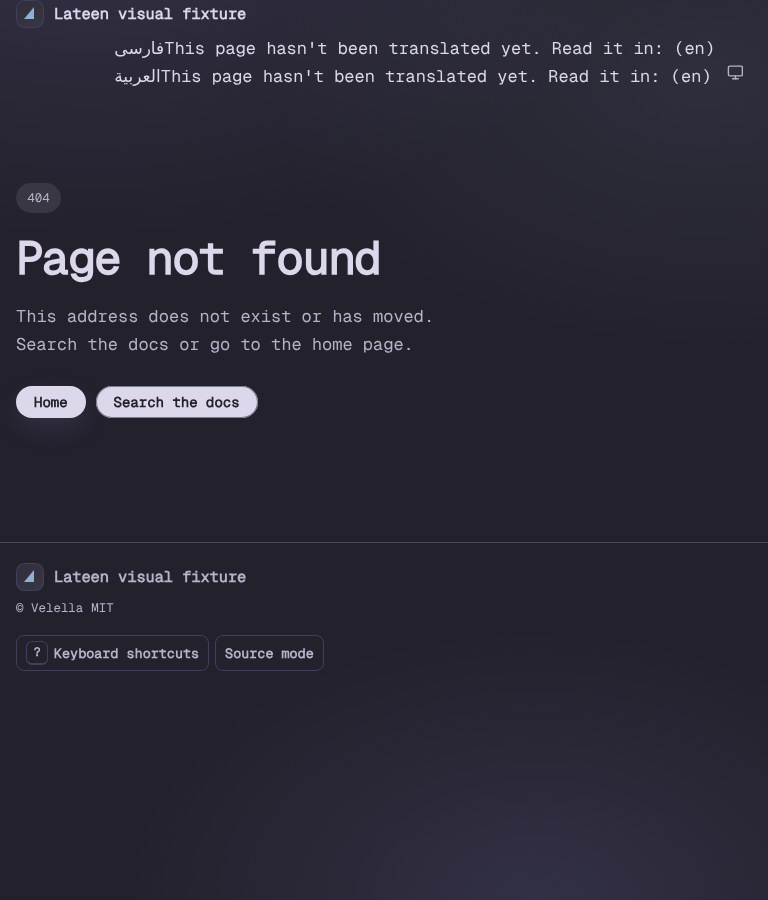 Lateen visual fixture
فارسیThis page hasn't been translated yet. Read it in: (en)
العربيةThis page hasn't been translated yet. Read it in: (en)
404
Page not found
This address does not exist or has moved.
Search the docs or go to the home page.
Home
Search the docs
Lateen visual fixture
© Velella MIT
? Keyboard shortcuts
Source mode